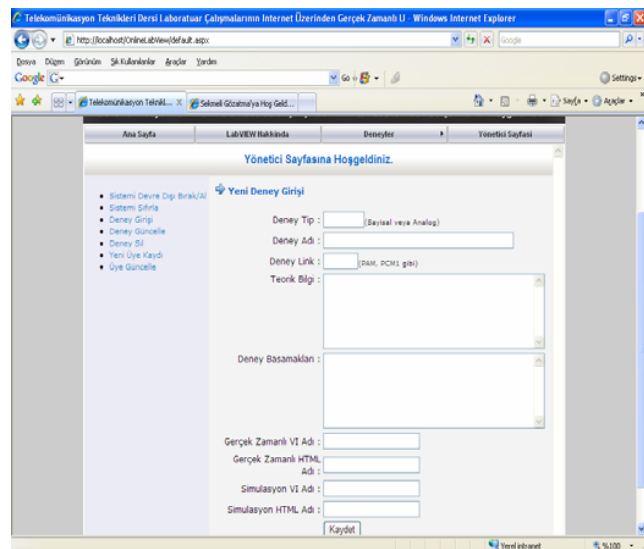 Telekomünikasyon Teknikleri Dersi Laboratuar Çalışmalarının Internet Üzerinden Gerçek Zamanlı U - Windows Internet Explorer
http://localhost/OnlineLabView/default.aspx
Google
Dosya Düzen Görünüm Sık Kullanılanlar Araçlar Yardım
Google G Go Settings
Telekomünikasyon Teknikl... X Sekmeli Gözatma'ya Hoş Geld... Sayfa Araçlar
Ana Sayfa LabVIEW Hakkinda Deneyler Yönetici Sayfasi
Yönetici Sayfasına Hoşgeldiniz.
Sistemi Devre Dışı Bırak/Al
Sistemi Sıfırla
Deney Girişi
Deney Güncelle
Deney Sil
Yeni Üye Kaydı
Üye Güncelle
Yeni Deney Girişi
Deney Tip : (Sayisal veya Analog)
Deney Adı :
Deney Link : (PAM, PCM1 gibi)
Teorik Bilgi :
Deney Basamakları :
Gerçek Zamanlı VI Adı :
Gerçek Zamanlı HTML
Adı :
Simulasyon VI Adı :
Simulasyon HTML Adı :
Kaydet
Yerel intranet %100